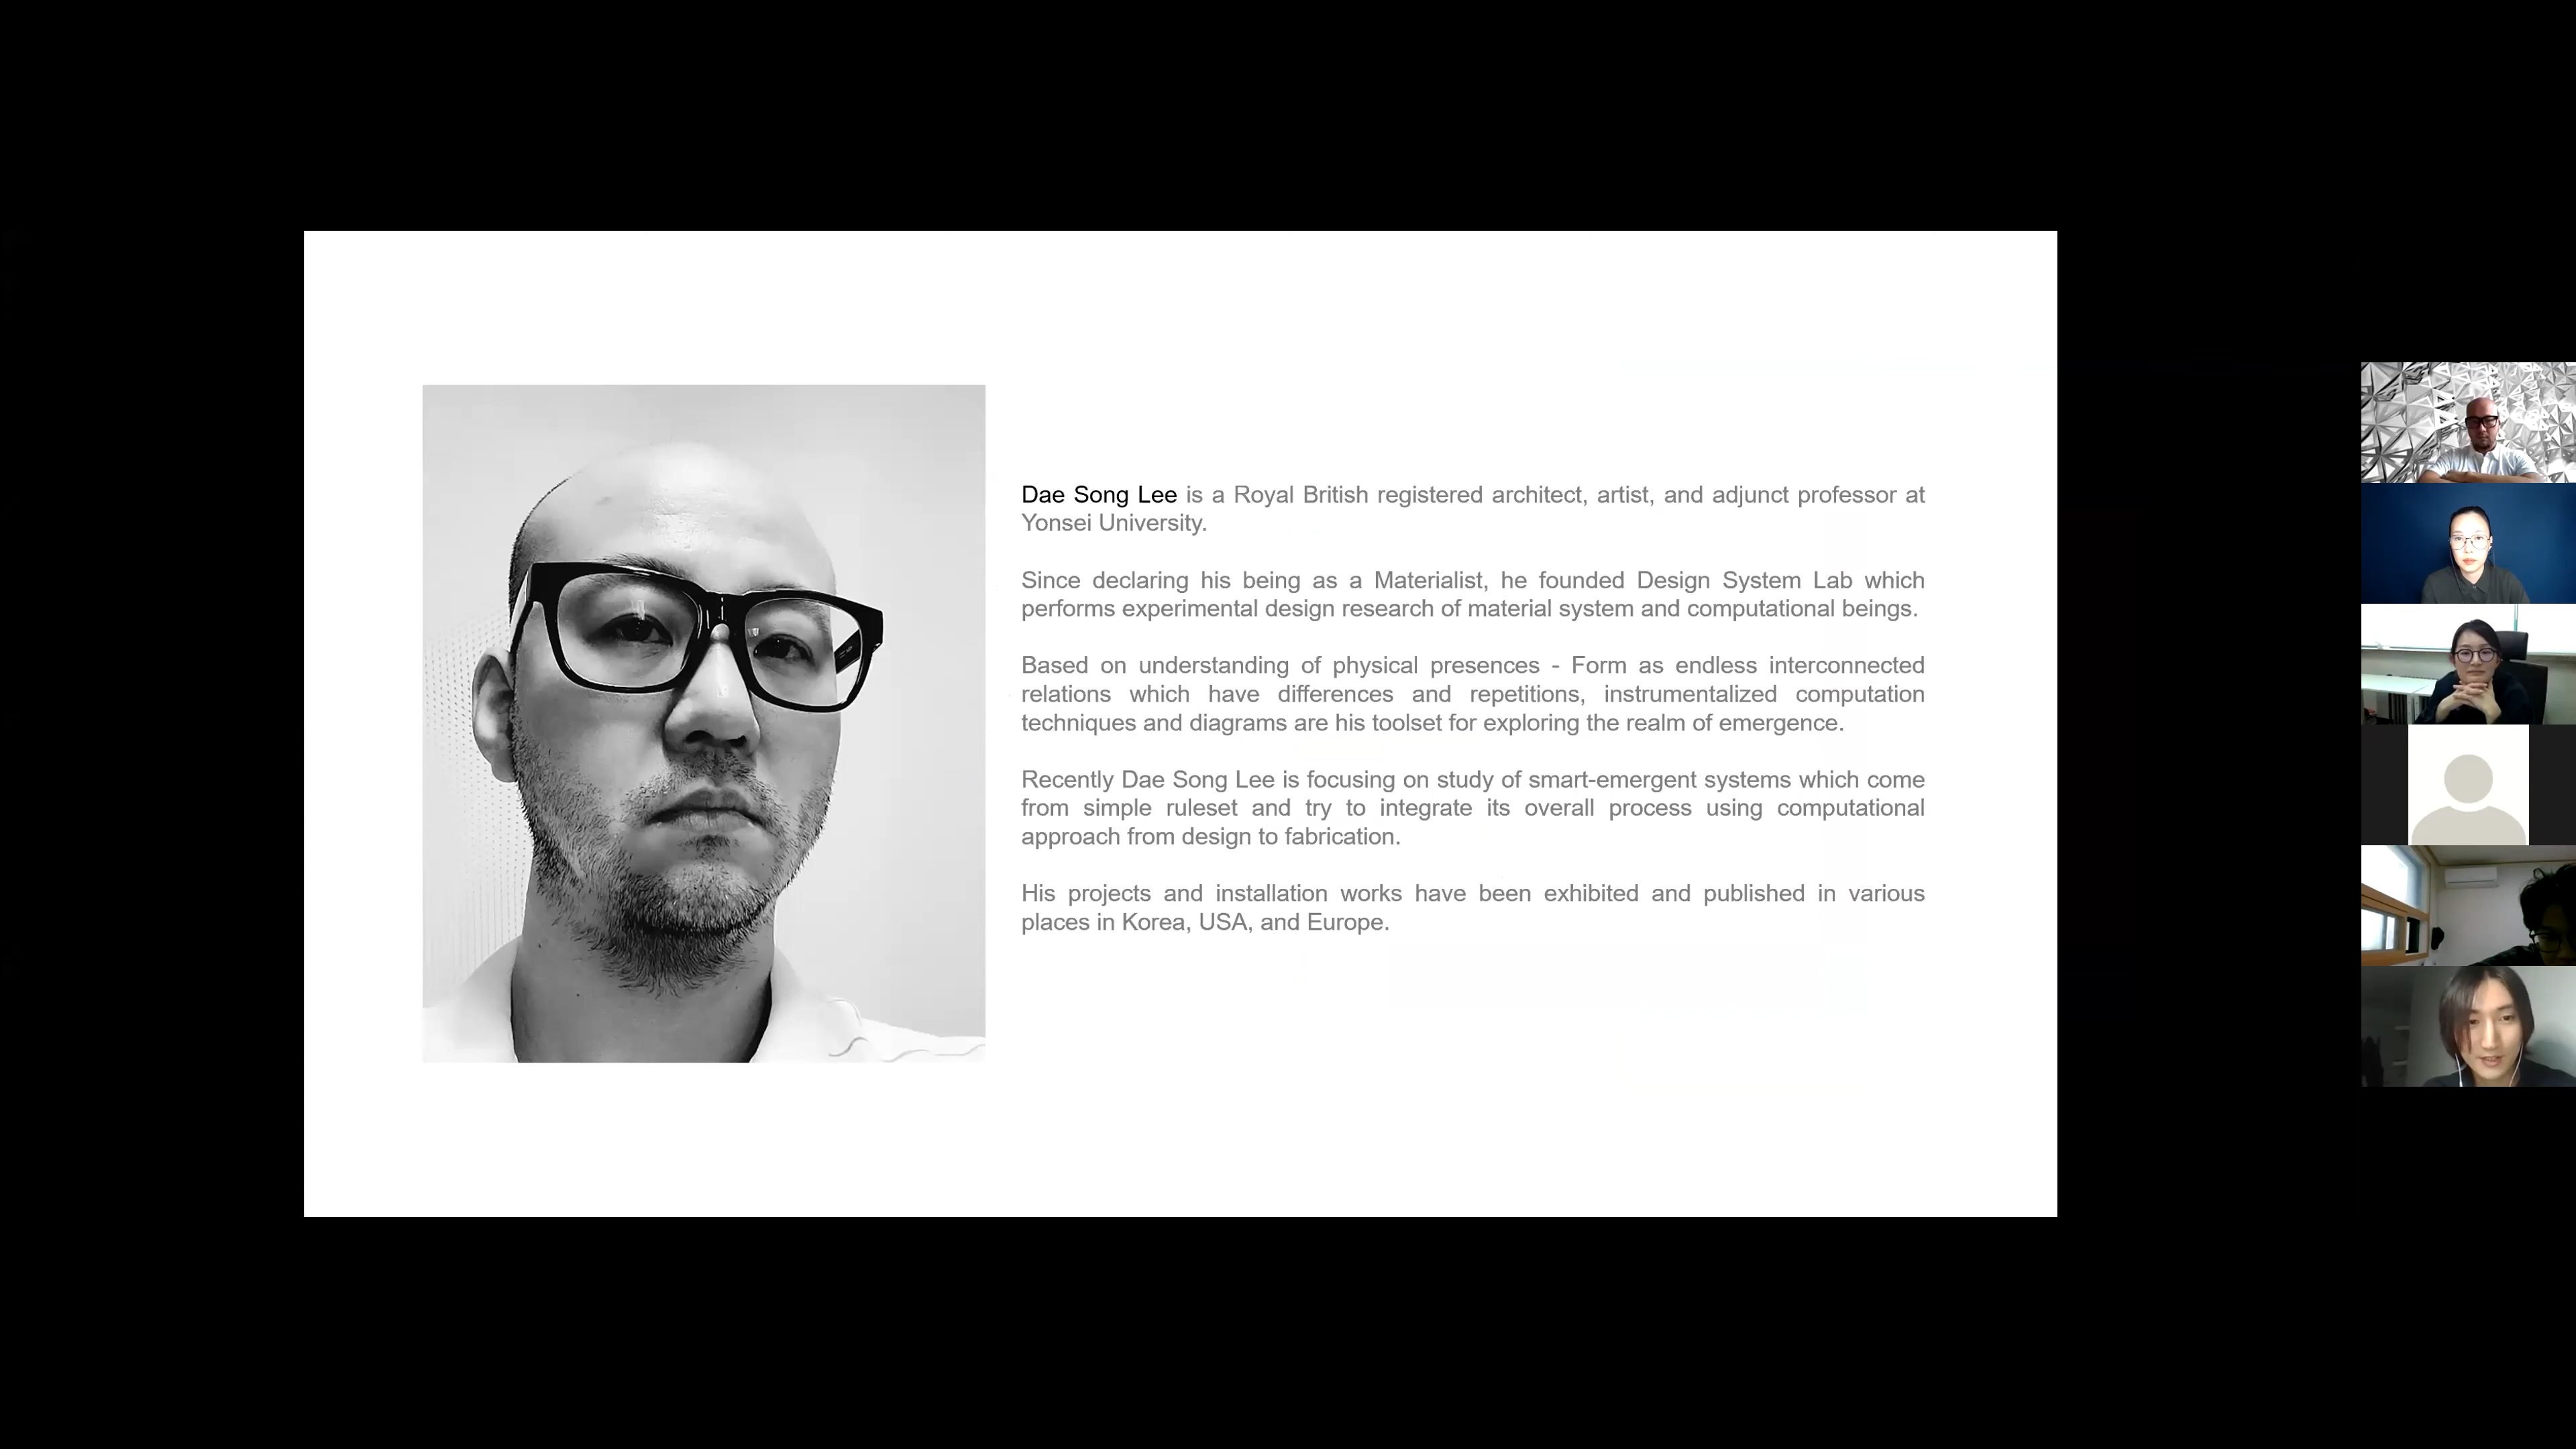 Dae Song Lee is a Royal British registered architect, artist, and adjunct professor at
Yonsei University.
Since declaring his being as a Materialist, he founded Design System Lab which
performs experimental design research of material system and computational beings.
Based on understanding of physical presences - Form as endless interconnected
relations which have differences and repetitions, instrumentalized computation
techniques and diagrams are his toolset for exploring the realm of emergence.
Recently Dae Song Lee is focusing on study of smart-emergent systems which come
from simple ruleset and try to integrate its overall process using computational
approach from design to fabrication.
His projects and installation works have been exhibited and published in various
places in Korea, USA, and Europe.